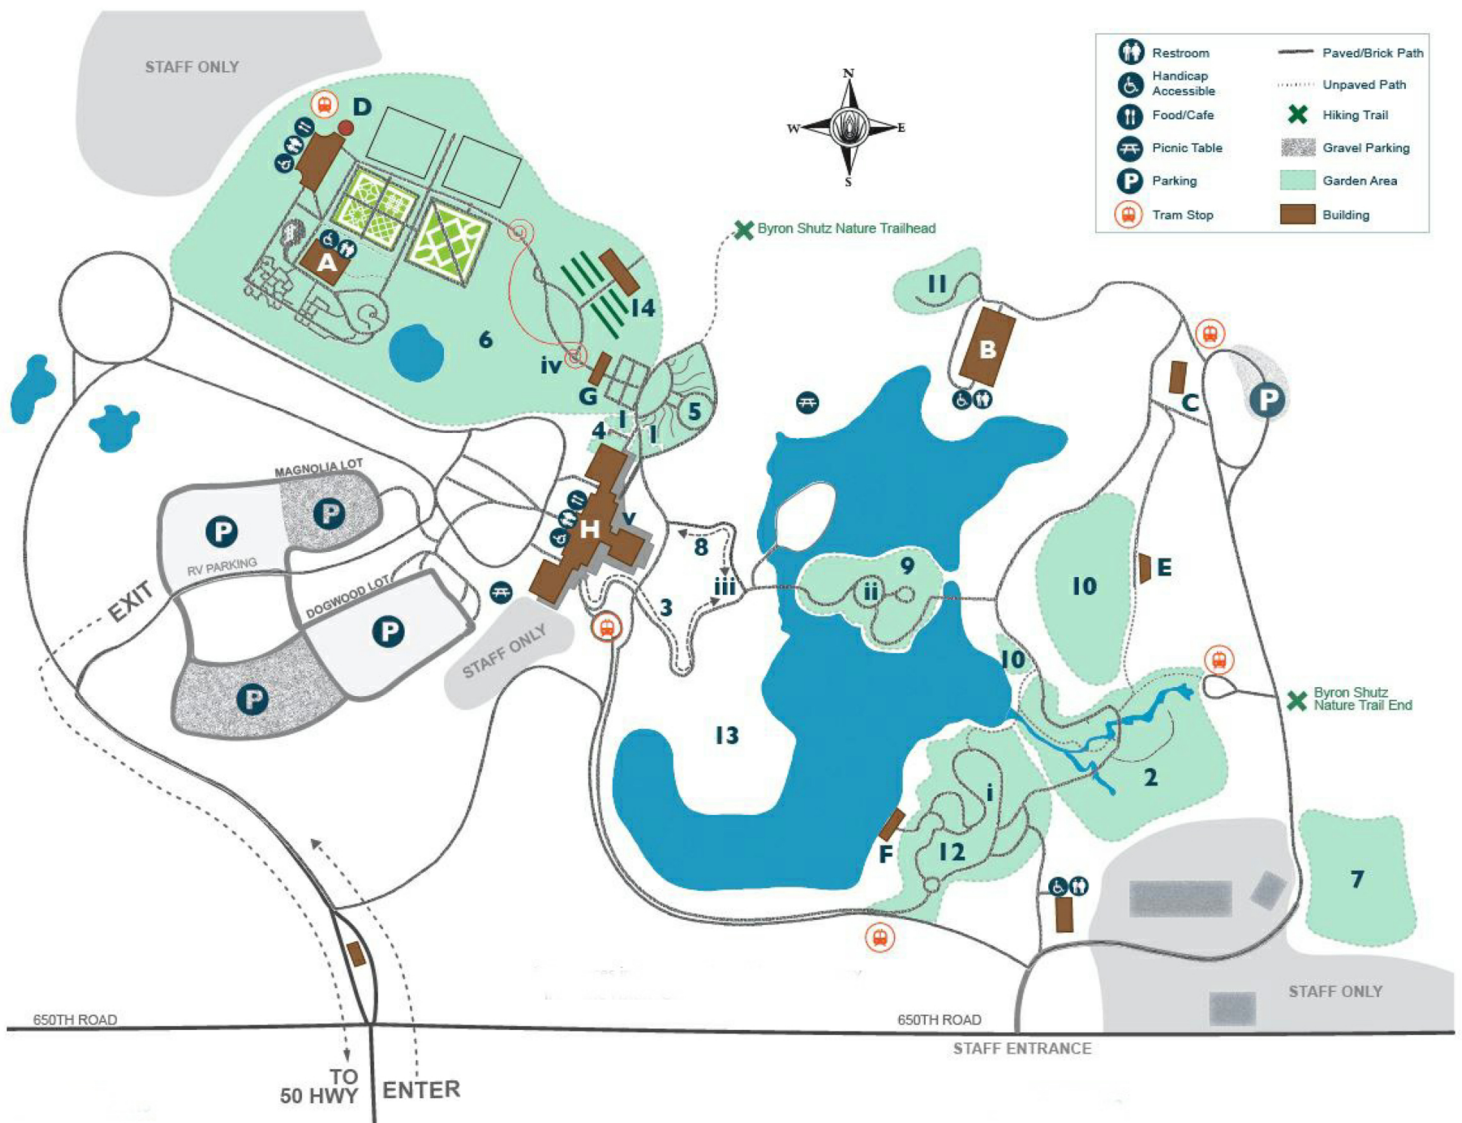 STAFF ONLY
D
N
W
E
S
Restroom
Handicap
Accessible
Food/Cafe
Picnic Table
P
Parking
Tram Stop
Paved/Brick Path
Unpaved Path
Hiking Trail
Gravel Parking
Garden Area
Building
Byron Shutz Nature Trailhead
A
14
11
6
iv
G
B
C
P
1
5
4
1
MAGNOLIA LOT
P
P
RV PARKING
H
v
8
iii
9
ii
10
E
EXIT
DOGWOOD LOT
P
3
STAFF ONLY
P
10
Byron Shutz
Nature Trail End
13
2
i
F
12
7
STAFF ONLY
650TH ROAD
650TH ROAD
STAFF ENTRANCE
TO
50 HWY
ENTER